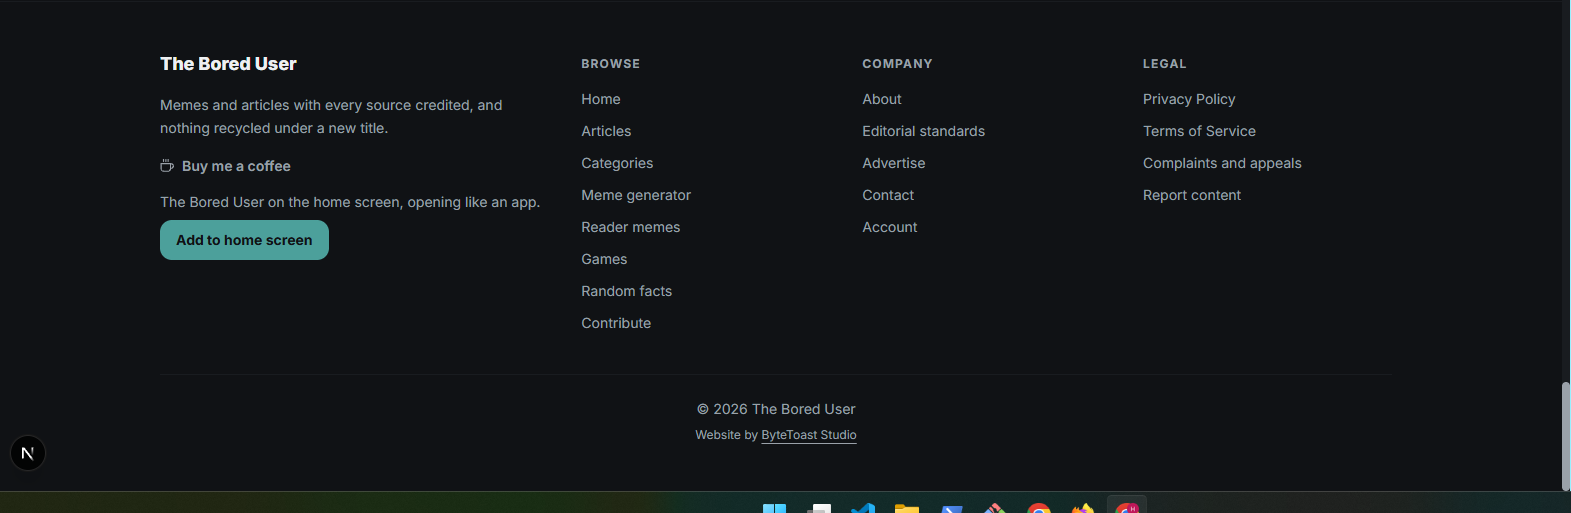 The Bored User
Memes and articles with every source credited, and
nothing recycled under a new title.
Buy me a coffee
The Bored User on the home screen, opening like an app.
Add to home screen
BROWSE
Home
Articles
Categories
Meme generator
Reader memes
Games
Random facts
Contribute
COMPANY
About
Editorial standards
Advertise
Contact
Account
LEGAL
Privacy Policy
Terms of Service
Complaints and appeals
Report content
© 2026 The Bored User
Website by ByteToast Studio
N
H